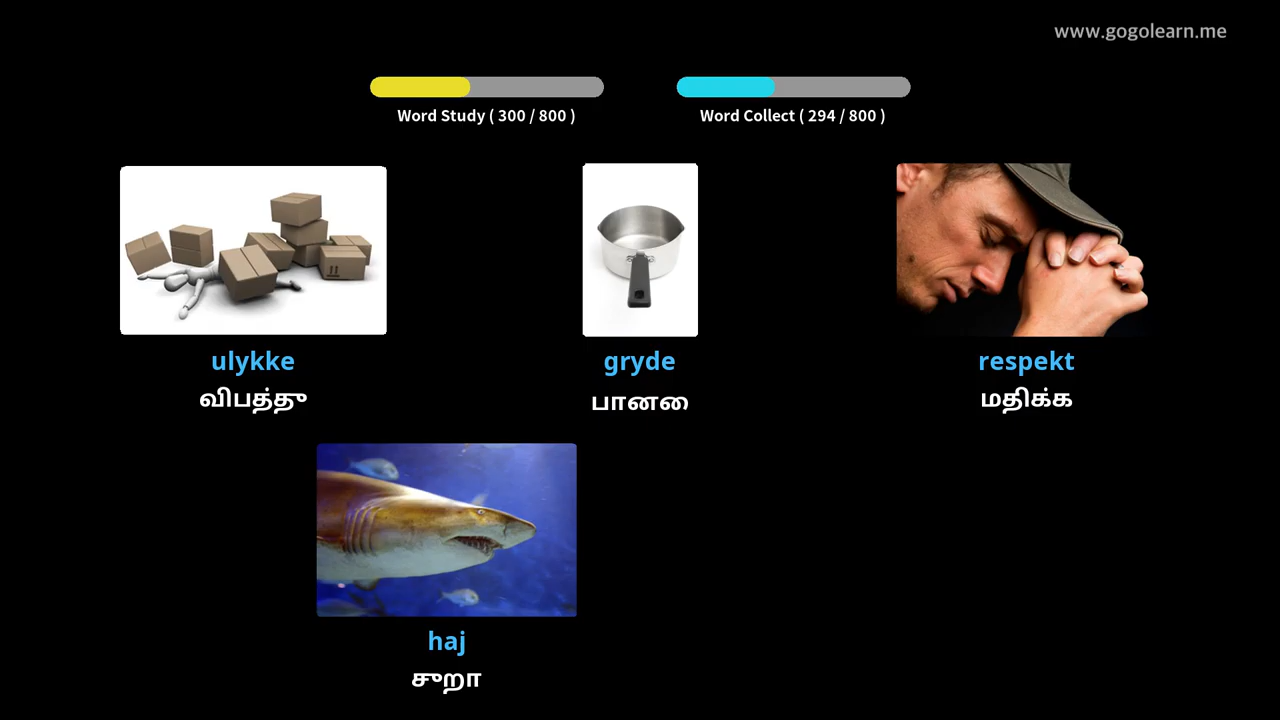 www.gogolearn.me
Word Study ( 300 / 800 )
Word Collect ( 294 / 800 )
ulykke
gryde
respekt
விபத்து
பானை
மதிக்க
haj
சுறா